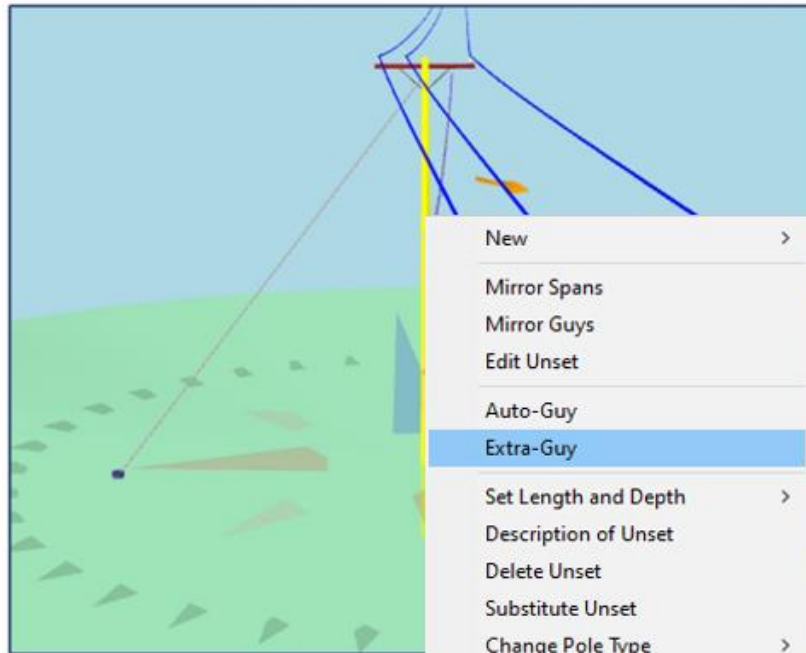 New
Mirror Spans
Mirror Guys
Edit Unset
Auto-Guy
Extra-Guy
Set Length and Depth
Description of Unset
Delete Unset
Substitute Unset
Change Pole Type